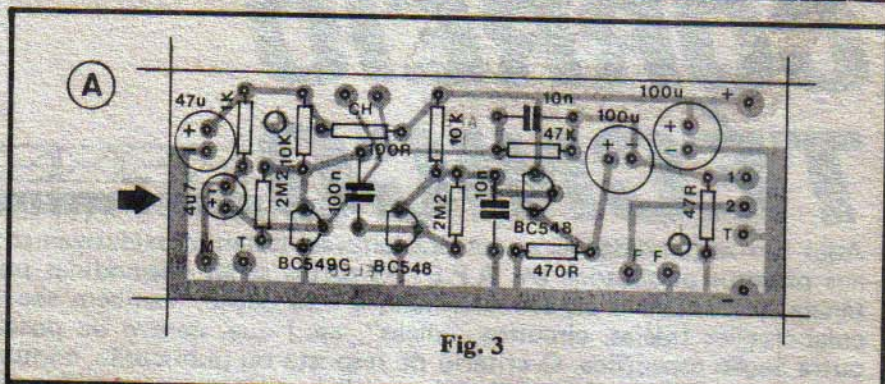 A
47u
1K
10K
CH
100R
10K
10n
47K
100u
100u
+
+
-
+
-
+
-
4u7
+
2M2
100n
2M2
10n
BC548
47R
1
2
T
M
T
BC549C
BC548
470R
F
F
-
Fig. 3